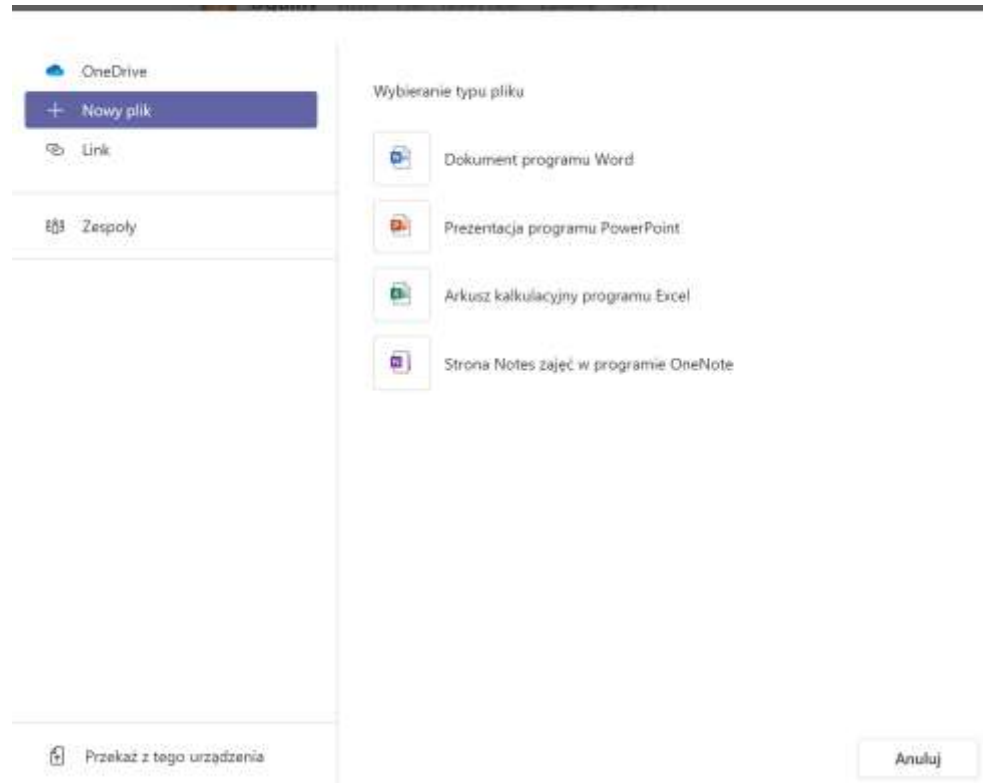 OneDrive
Nowy plik
Link
Zespoły
Przekaż z tego urządzenia
Wybieranie typu pliku
Dokument programu Word
Prezentacja programu PowerPoint
Arkusz kalkulacyjny programu Excel
Strona Notes zajęć w programie OneNote
Anuluj